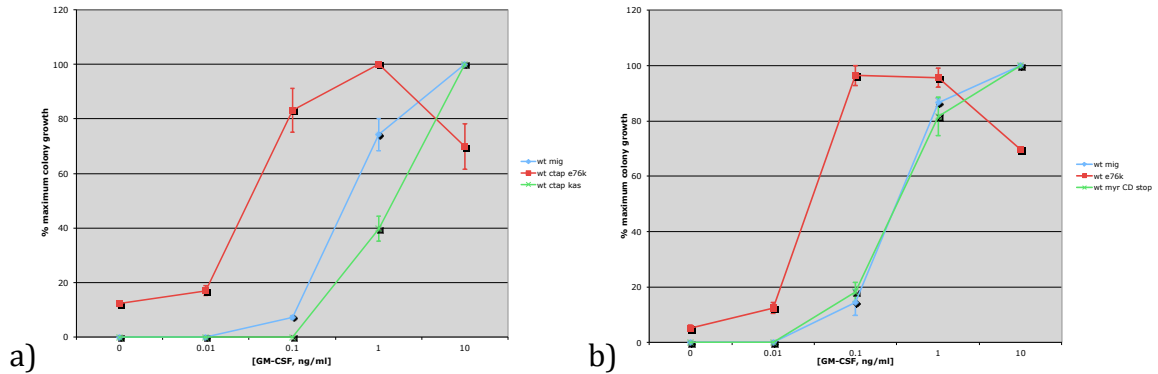 a)
% maximum colony growth
120
100
80
60
40
20
0
0 0.01 0.1 1 10
[GM-CSF, ng/ml]
wt mig
wt ctap e76k
wt ctap kas
b)
% maximum colony growth
120
100
80
60
40
20
0
0 0.01 0.1 1 10
[GM-CSF, ng/ml]
wt mig
wt e76k
wt myr CD stop